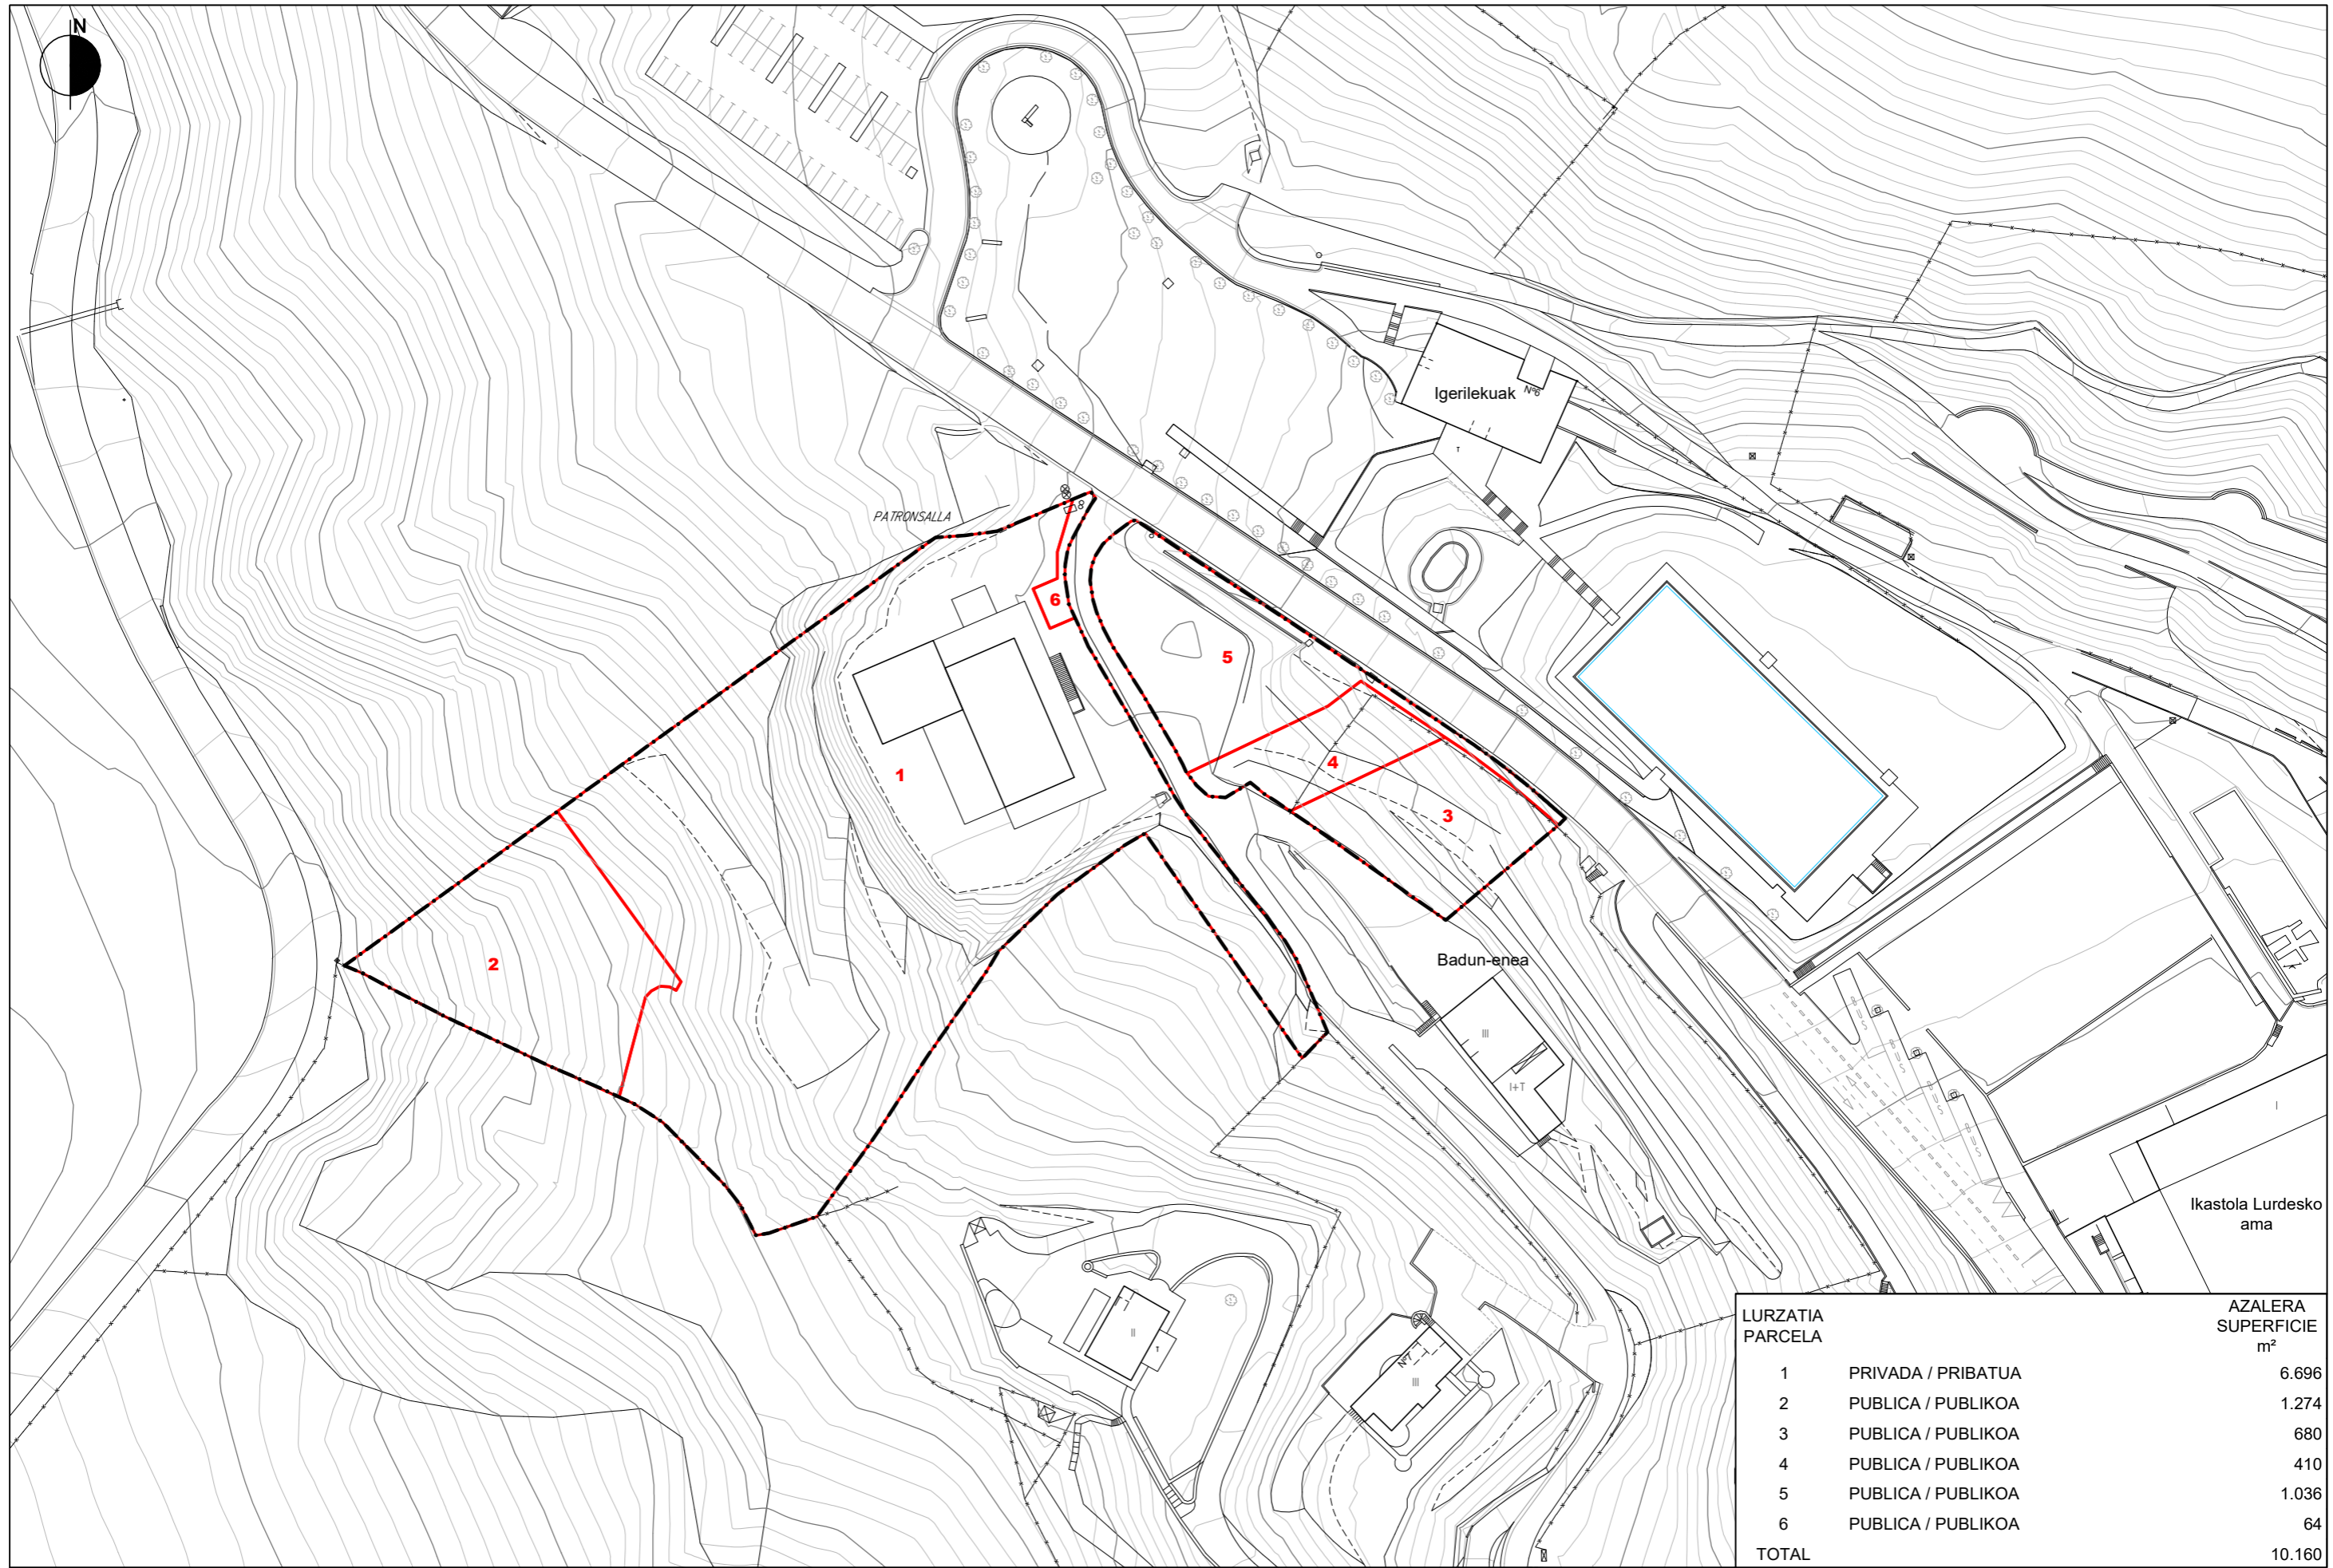 N
PATRONSALLA
Igerilekuak
Nº6
T
6
5
1
4
3
2
Badun-enea
III
I+T
I
Ikastola Lurdesko
ama
II
T
Nº7
III
LURZATIA
PARCELA
AZALERA
SUPERFICIE
m²
1 PRIVADA / PRIBATUA 6.696
2 PUBLICA / PUBLIKOA 1.274
3 PUBLICA / PUBLIKOA 680
4 PUBLICA / PUBLIKOA 410
5 PUBLICA / PUBLIKOA 1.036
6 PUBLICA / PUBLIKOA 64
TOTAL 10.160